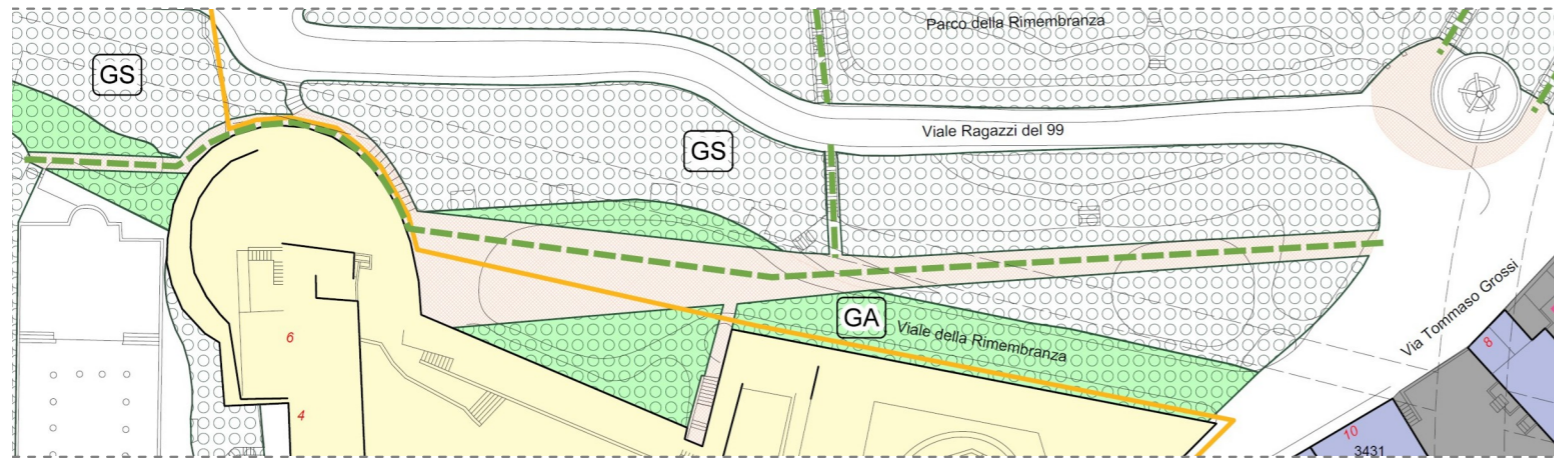 Parco della Rimembranza
GS
Viale Ragazzi del 99
GS
GA
Viale della Rimembranza
Via Tommaso Grossi
6
8
4
10
3431